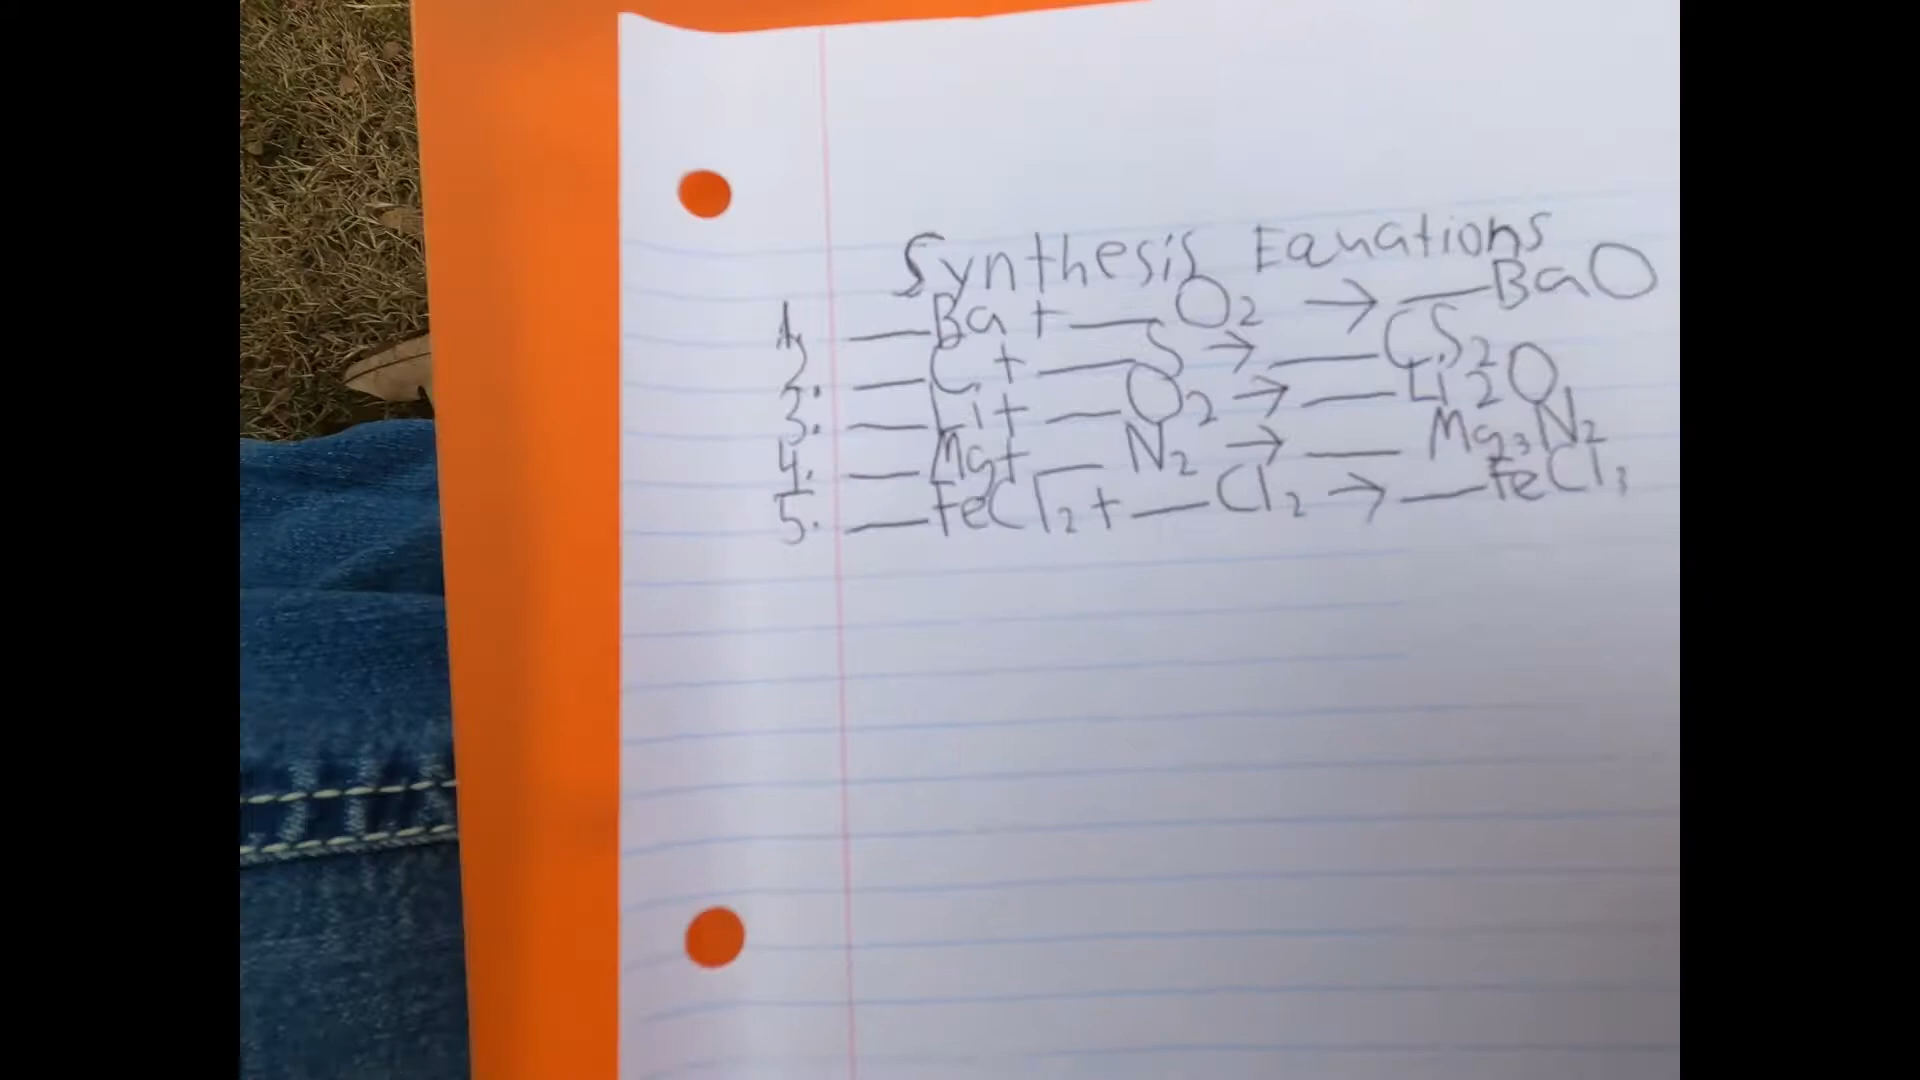 Synthesis Equations
1. __Ba + __O2 → __BaO
2. __C + __S → __CS2
3. __Li + __O2 → __Li2O
4. __Mg + __N2 → __Mg3N2
5. __FeCl2 + __Cl2 → __FeCl3